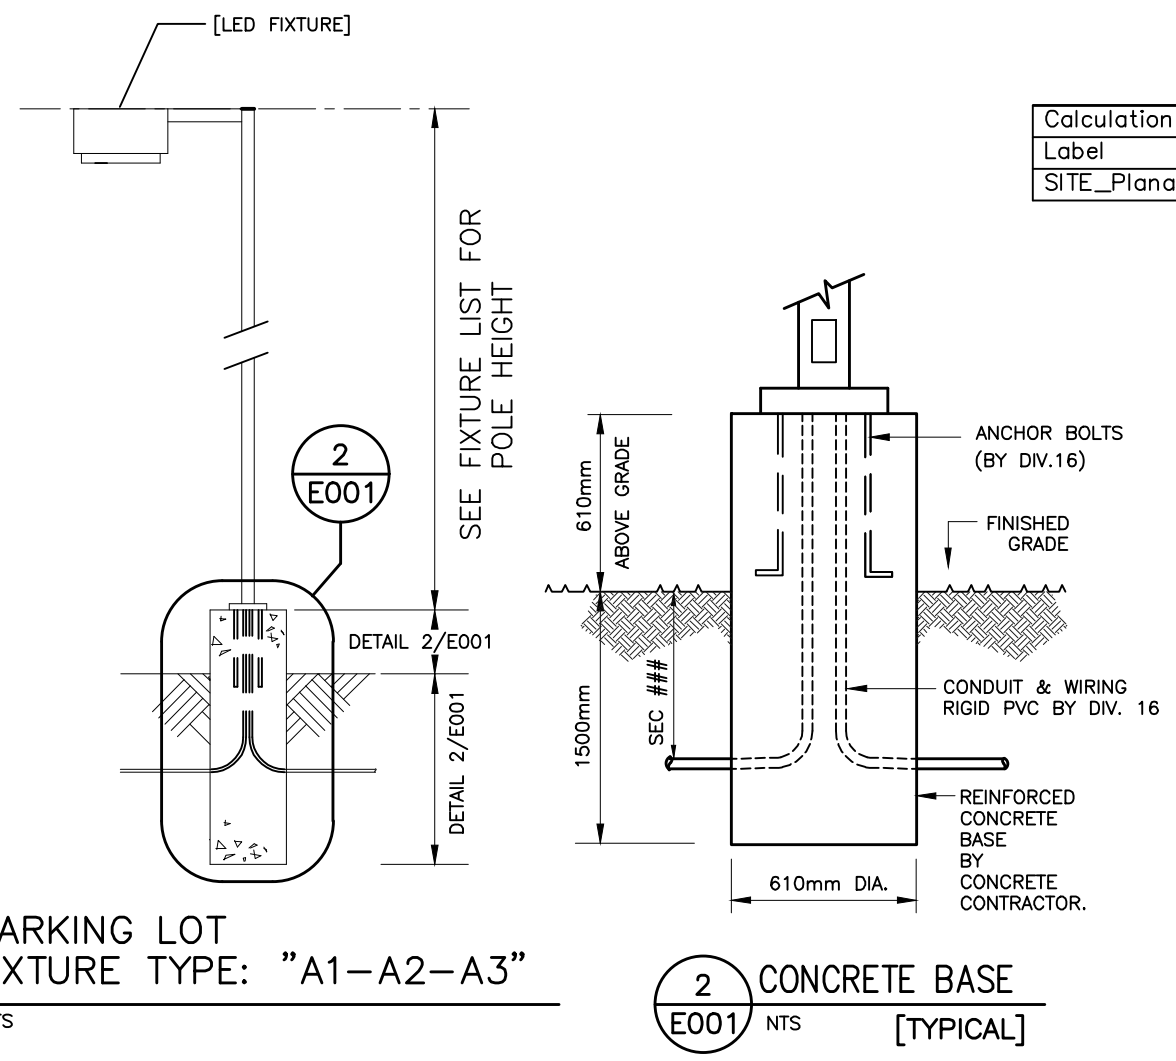 [LED FIXTURE]
SEE FIXTURE LIST FOR
POLE HEIGHT
2
E001
DETAIL 2/E001
DETAIL 2/E001
ARKING LOT
IXTURE TYPE: "A1-A2-A3"
TS
Calculation
Label
SITE_Plana
610mm
ABOVE GRADE
1500mm
SEC ###
ANCHOR BOLTS
(BY DIV.16)
FINISHED
GRADE
CONDUIT & WIRING
RIGID PVC BY DIV. 16
REINFORCED
CONCRETE
BASE
BY
CONCRETE
CONTRACTOR.
610mm DIA.
2
E001
CONCRETE BASE
NTS
[TYPICAL]